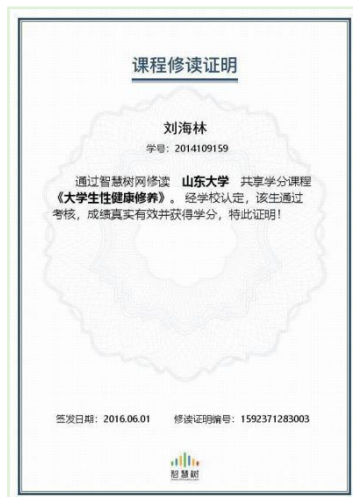 课程修读证明
刘海林
学号：2014109159
通过智慧树网修读 山东大学 共享学分课程
《大学生性健康修养》。经学校认定，该生通过
考核，成绩真实有效并获得学分，特此证明！
签发日期：2016.06.01 修读证明编号：1592371283003
智慧树